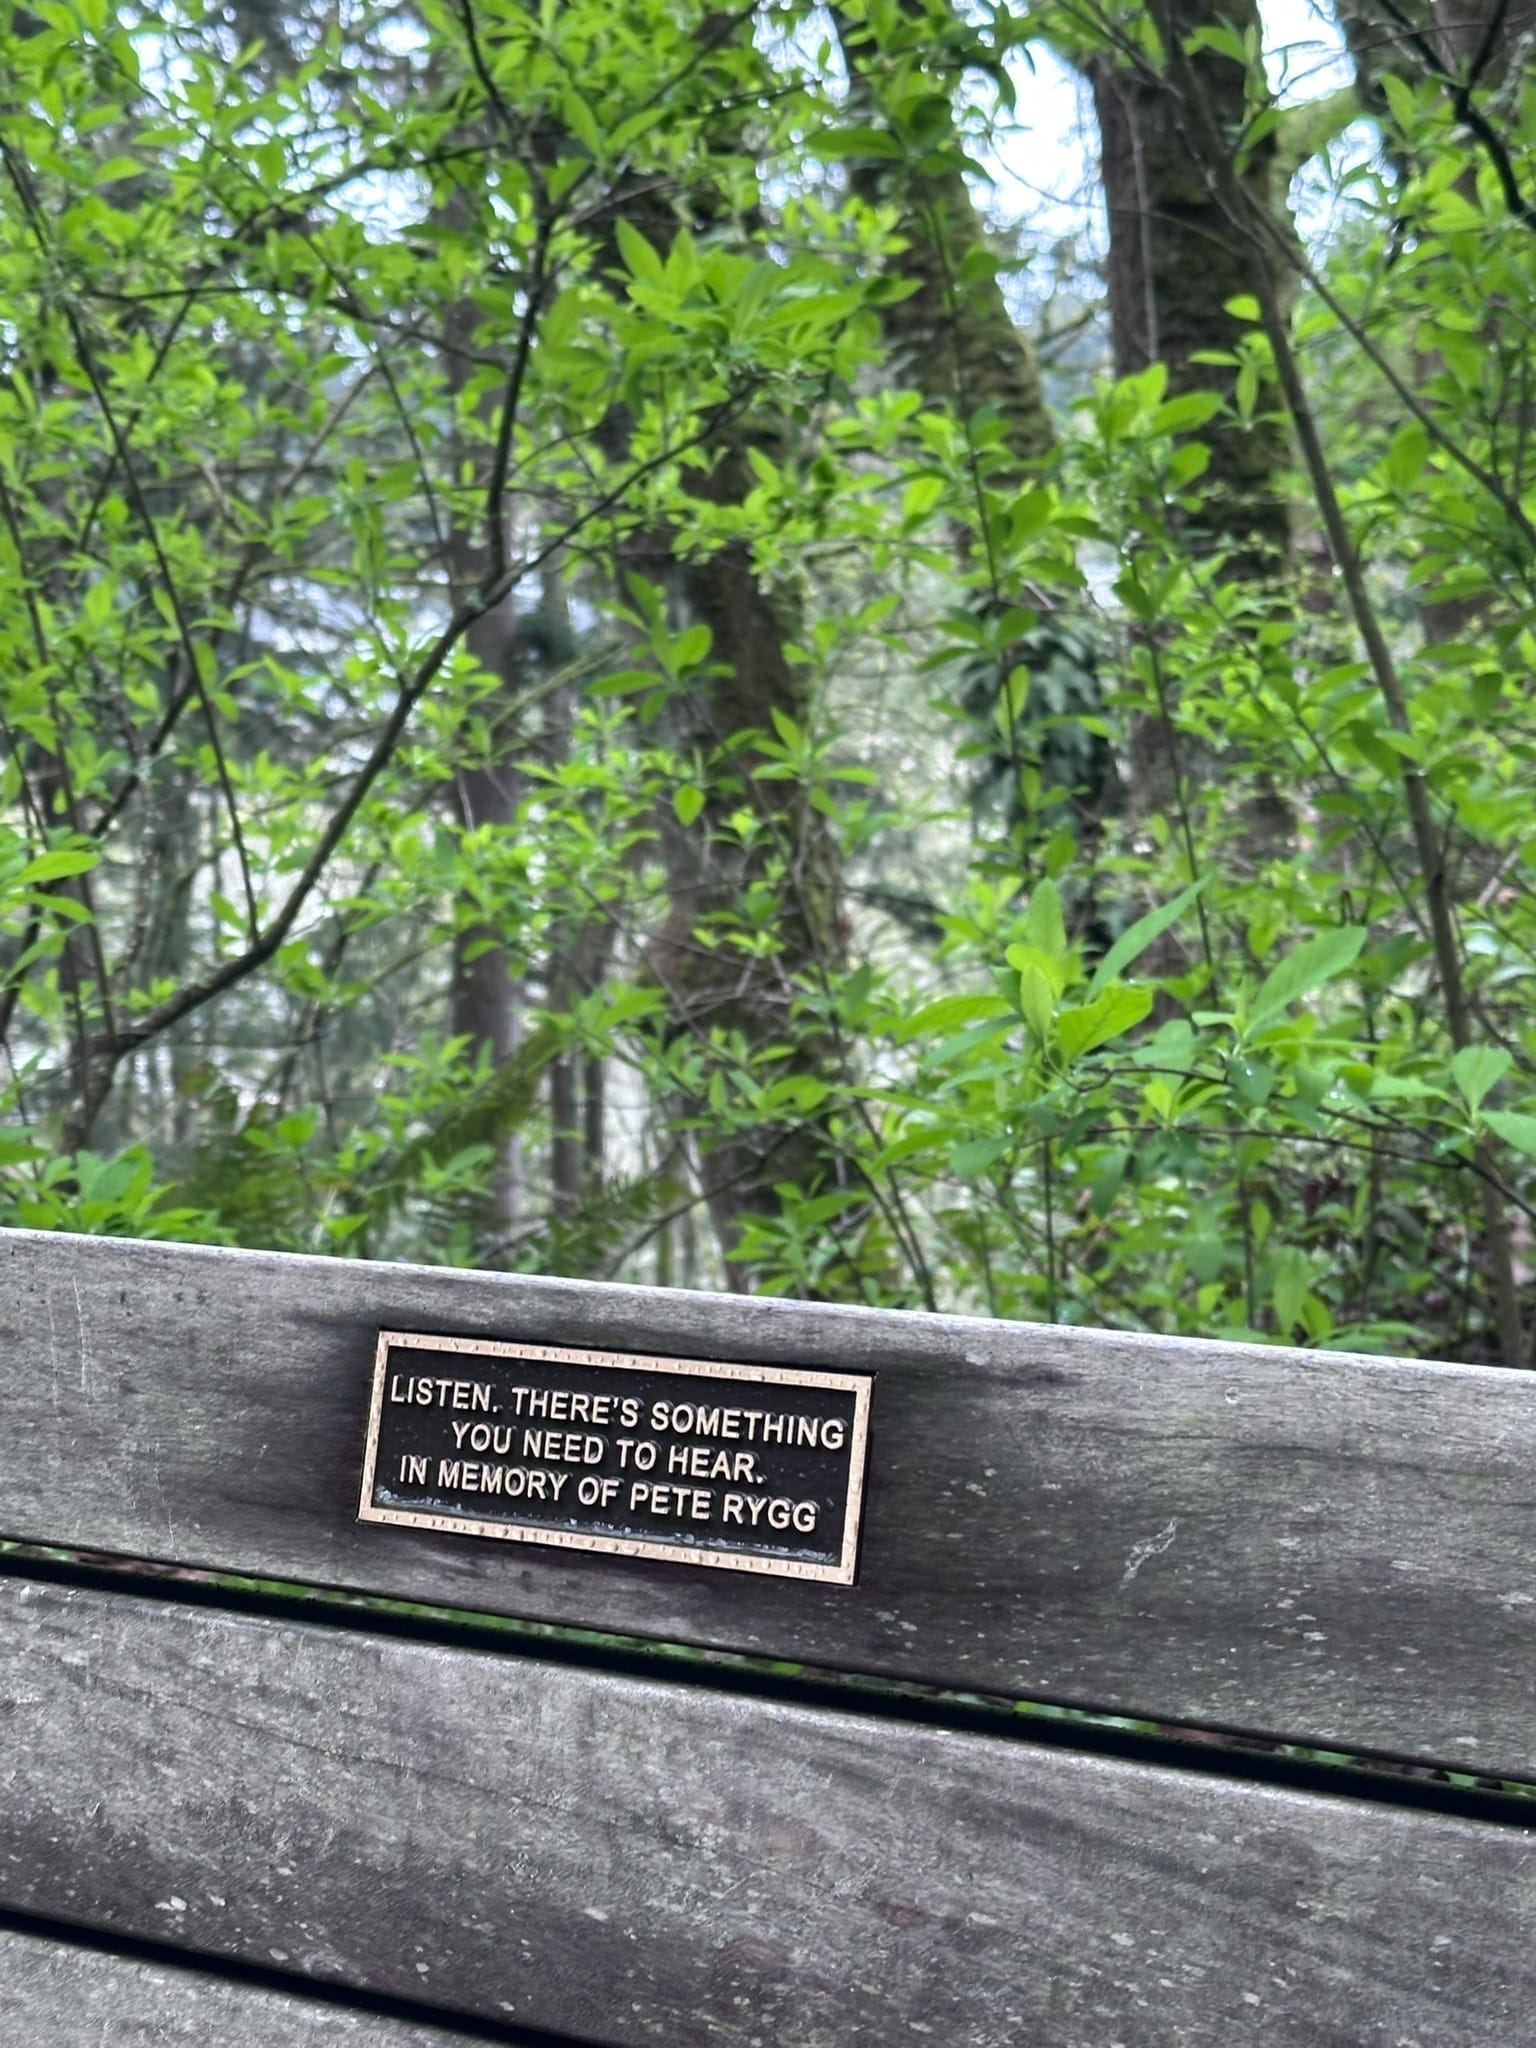 LISTEN. THERE'S SOMETHING
YOU NEED TO HEAR.
IN MEMORY OF PETE RYGG